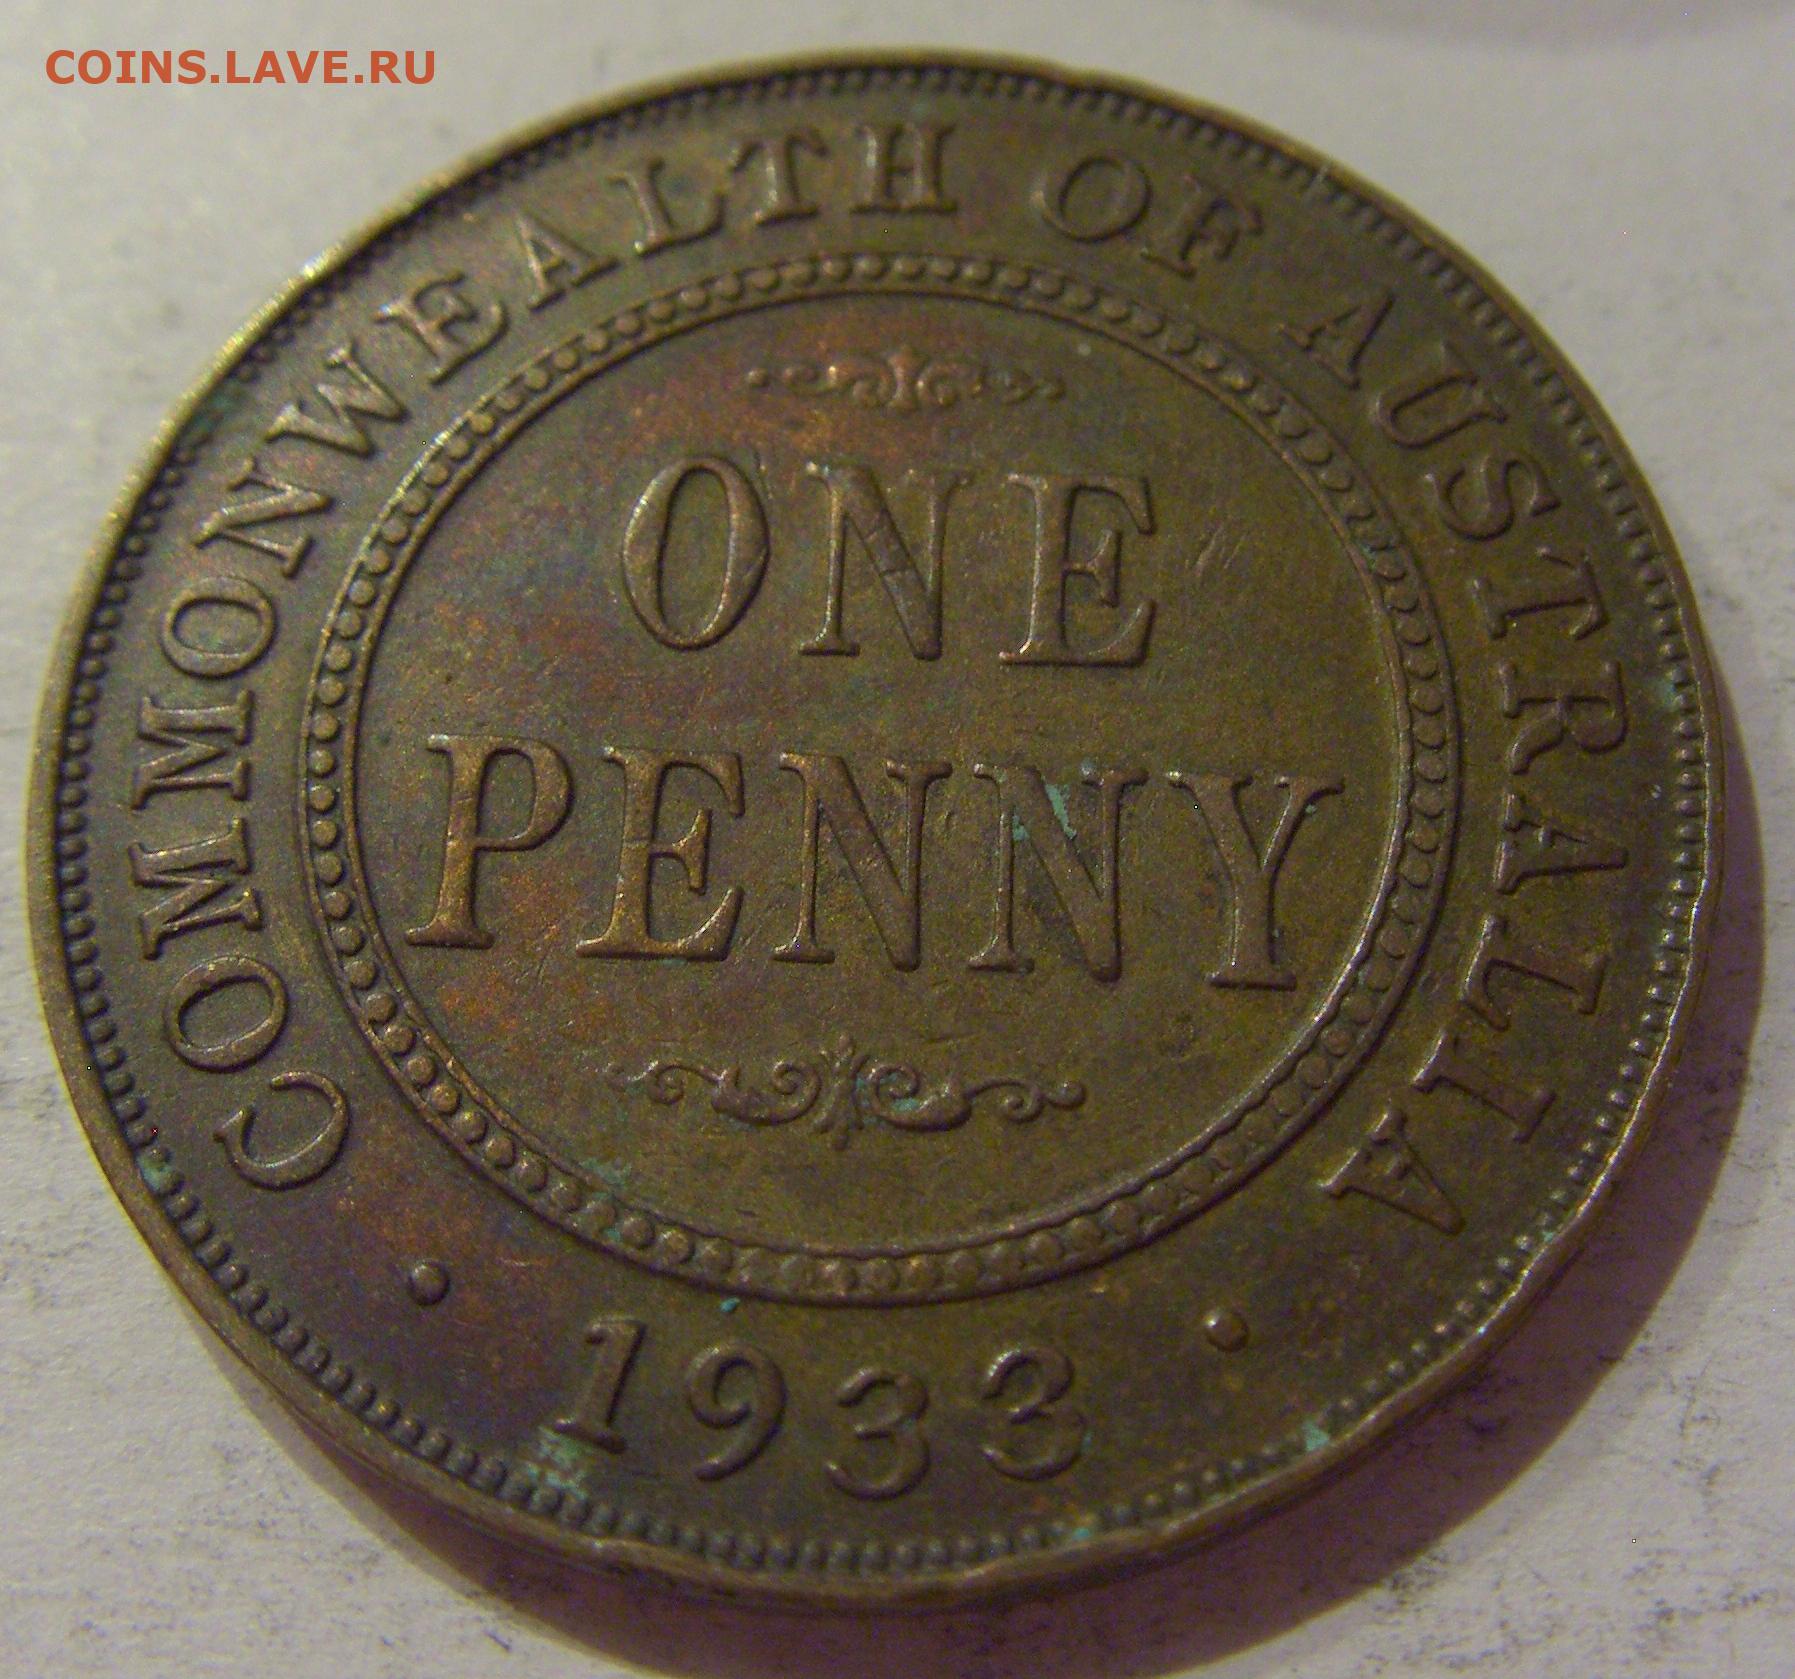 COINS.LAVE.RU
COMMONWEALTH OF AUSTRALIA
ONE
PENNY
· 1933 ·